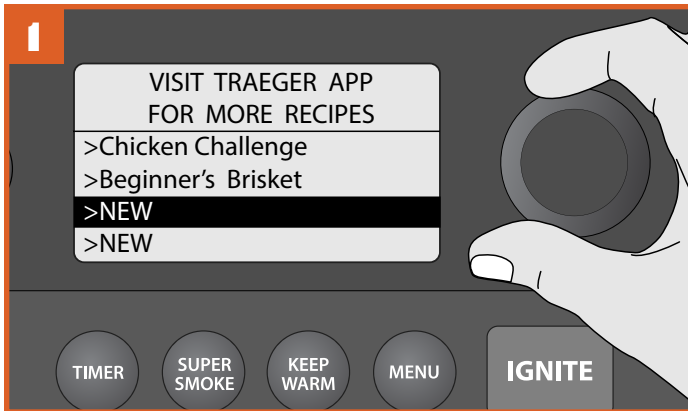 1
VISIT TRAEGER APP
FOR MORE RECIPES
>Chicken Challenge
>Beginner's Brisket
>NEW
>NEW
TIMER
SUPER
SMOKE
KEEP
WARM
MENU
IGNITE